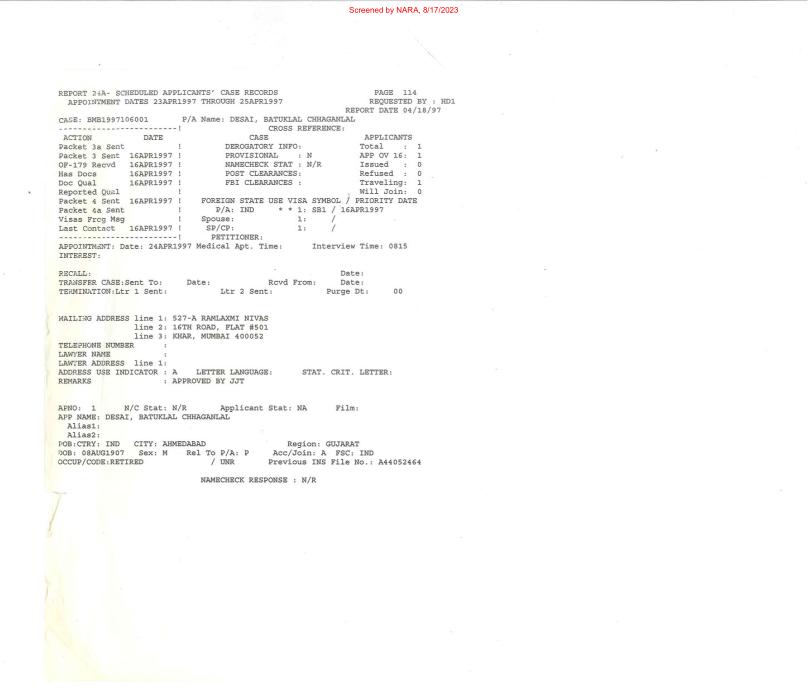 Screened by NARA, 8/17/2023
REPORT 24A- SCHEDULED APPLICANTS' CASE RECORDS PAGE 114
APPOINTMENT DATES 23APR1997 THROUGH 25APR1997 REQUESTED BY : HD1
REPORT DATE 04/18/97
CASE: BMB1997106001 P/A Name: DESAI, BATUKLAL CHHAGANLAL
-------------------------! CROSS REFERENCE:
ACTION DATE CASE APPLICANTS
Packet 3a Sent ! DEROGATORY INFO: Total : 1
Packet 3 Sent 16APR1997 ! PROVISIONAL : N APP OV 16: 1
OF-179 Recvd 16APR1997 ! NAMECHECK STAT : N/R Issued : 0
Has Docs 16APR1997 ! POST CLEARANCES : Refused : 0
Doc Qual 16APR1997 ! FBI CLEARANCES : Traveling: 1
Reported Qual ! Will Join: 0
Packet 4 Sent 16APR1997 ! FOREIGN STATE USE VISA SYMBOL / PRIORITY DATE
Packet 4a Sent ! P/A: IND * * 1: SB1 / 16APR1997
Visas Frcg Msg ! Spouse: 1: /
Last Contact 16APR1997 ! SP/CP: 1: /
-------------------------! PETITIONER:
APPOINTMENT: Date: 24APR1997 Medical Apt. Time: Interview Time: 0815
INTEREST:
RECALL: Date:
TRANSFER CASE:Sent To: Date: Rcvd From: Date:
TERMINATION:Ltr 1 Sent: Ltr 2 Sent: Purge Dt: 00
MAILING ADDRESS line 1: 527-A RAMLAXMI NIVAS
line 2: 16TH ROAD, FLAT #501
line 3: KHAR, MUMBAI 400052
TELEPHONE NUMBER :
LAWYER NAME :
LAWYER ADDRESS line 1:
ADDRESS USE INDICATOR : A LETTER LANGUAGE: STAT. CRIT. LETTER:
REMARKS : APPROVED BY JJT
APNO: 1 N/C Stat: N/R Applicant Stat: NA Film:
APP NAME: DESAI, BATUKLAL CHHAGANLAL
Alias1:
Alias2:
POB:CTRY: IND CITY: AHMEDABAD Region: GUJARAT
DOB: 08AUG1907 Sex: M Rel To P/A: P Acc/Join: A FSC: IND
OCCUP/CODE:RETIRED / UNR Previous INS File No.: A44052464
NAMECHECK RESPONSE : N/R